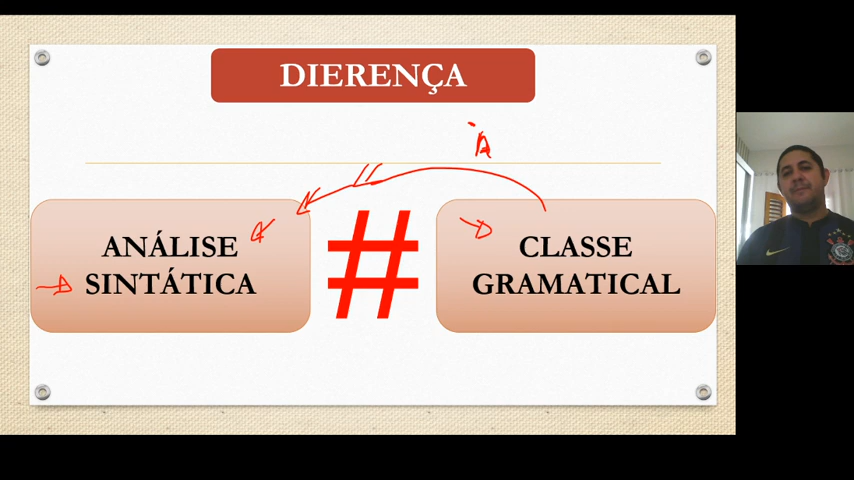 DIERENÇA
À
ANÁLISE
SINTÁTICA
#
CLASSE
GRAMATICAL